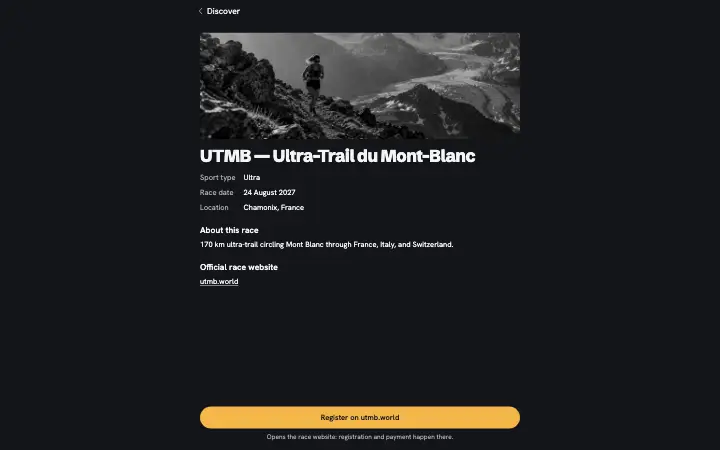 Discover
UTMB — Ultra-Trail du Mont-Blanc
Sport type Ultra
Race date 24 August 2027
Location Chamonix, France
About this race
170 km ultra-trail circling Mont Blanc through France, Italy, and Switzerland.
Official race website
utmb.world
Register on utmb.world
Opens the race website: registration and payment happen there.